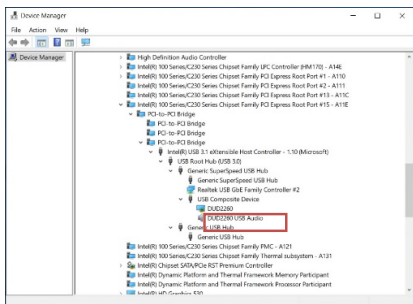 Device Manager
File Action View Help
Device Manager
High Definition Audio Controller
Intel(R) 100 Series/C230 Series Chipset Family LPC Controller (HM170) - A14E
Intel(R) 100 Series/C230 Series Chipset Family PCI Express Root Port #1 - A110
Intel(R) 100 Series/C230 Series Chipset Family PCI Express Root Port #2 - A111
Intel(R) 100 Series/C230 Series Chipset Family PCI Express Root Port #13 - A11C
Intel(R) 100 Series/C230 Series Chipset Family PCI Express Root Port #15 - A11E
PCI-to-PCI Bridge
PCI-to-PCI Bridge
PCI-to-PCI Bridge
PCI-to-PCI Bridge
Intel(R) USB 3.1 eXtensible Host Controller - 1.10 (Microsoft)
USB Root Hub (USB 3.0)
Generic SuperSpeed USB Hub
Generic SuperSpeed USB Hub
Realtek USB GbE Family Controller #2
USB Composite Device
DUD2260
DUD2260 USB Audio
Generic USB Hub
Generic USB Hub
Intel(R) 100 Series/C230 Series Chipset Family PMC - A121
Intel(R) 100 Series/C230 Series Chipset Family Thermal subsystem - A131
Intel(R) Chipset SATA/PCIe RST Premium Controller
Intel(R) Dynamic Platform and Thermal Framework Memory Participant
Intel(R) Dynamic Platform and Thermal Framework Processor Participant
Intel(R) HD Graphics 530